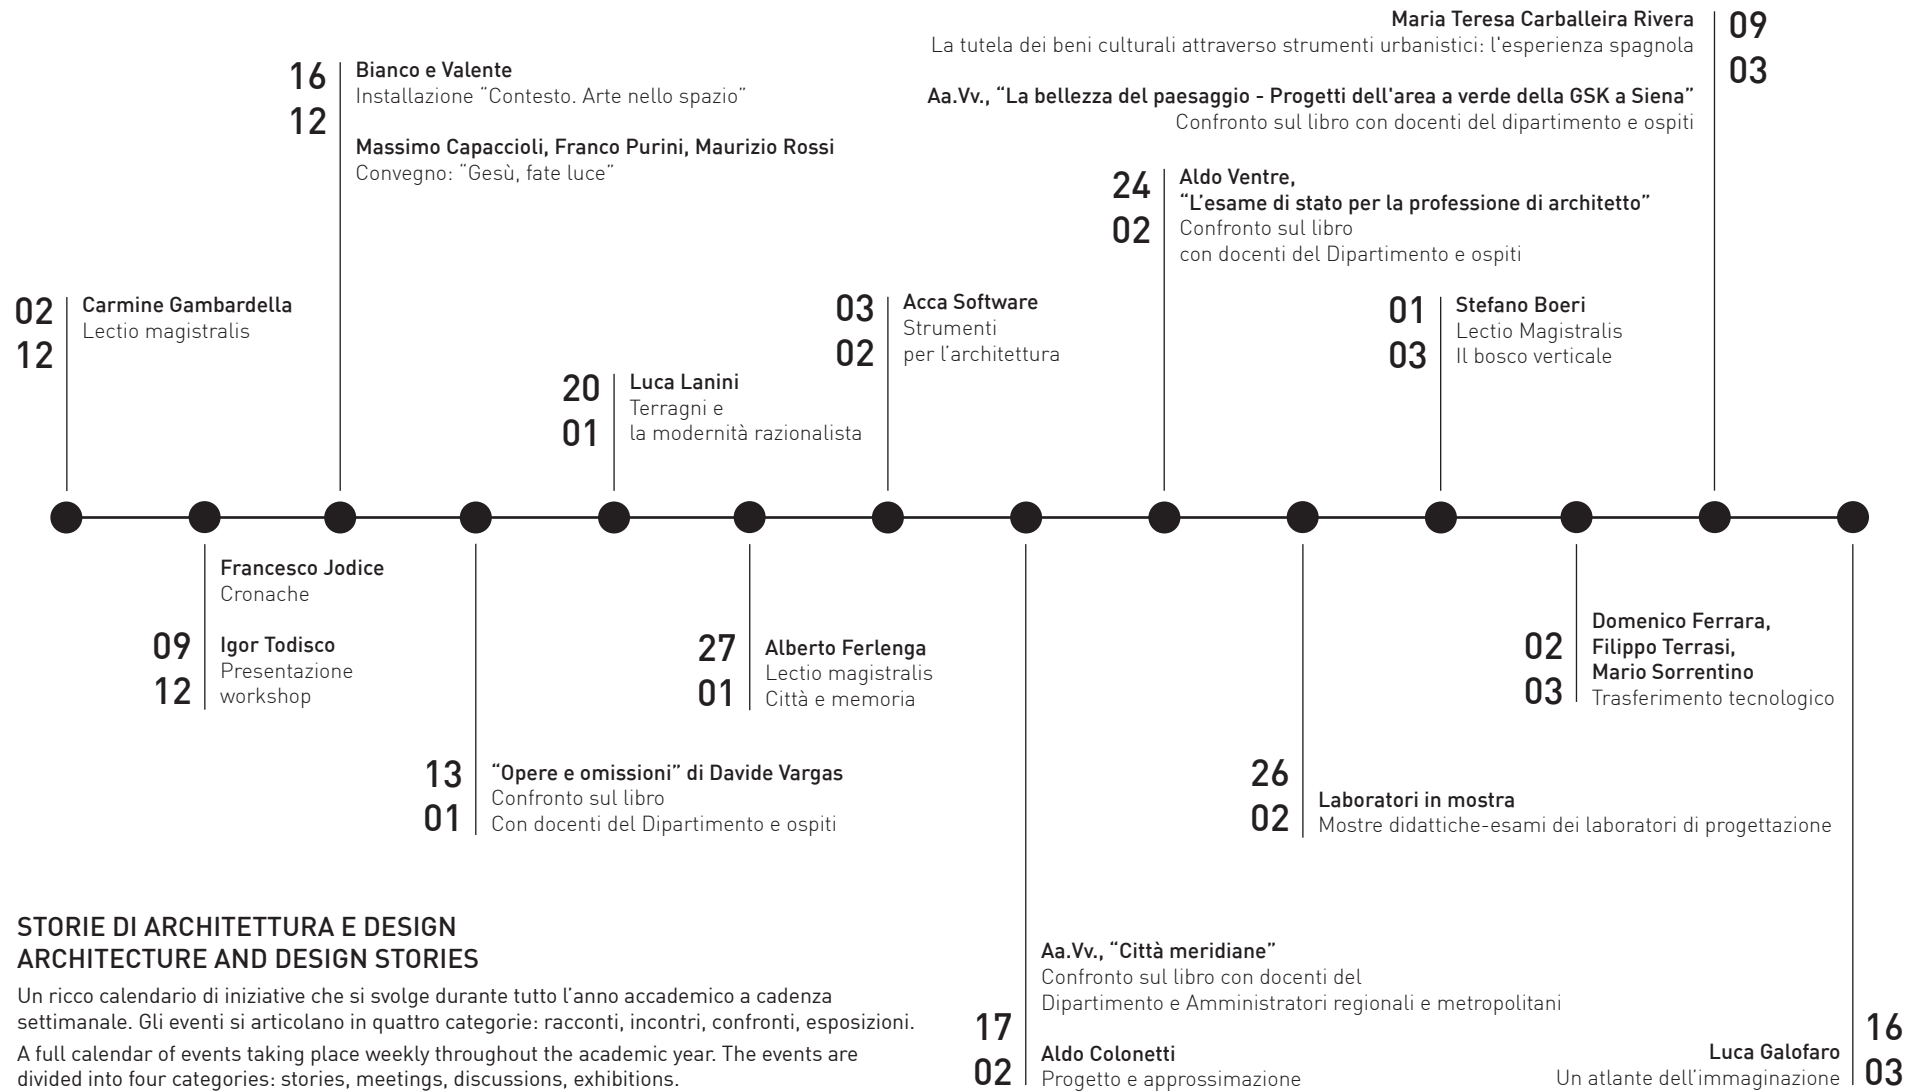 02
12
Carmine Gambardella
Lectio magistralis
09
12
Francesco Jodice
Cronache
Igor Todisco
Presentazione
workshop
16
12
Bianco e Valente
Installazione “Contesto. Arte nello spazio”
Massimo Capaccioli, Franco Purini, Maurizio Rossi
Convegno: “Gesù, fate luce”
13
01
“Opere e omissioni” di Davide Vargas
Confronto sul libro
Con docenti del Dipartimento e ospiti
20
01
Luca Lanini
Terragni e
la modernità razionalista
27
01
Alberto Ferlenga
Lectio magistralis
Città e memoria
03
02
Acca Software
Strumenti
per l’architettura
17
02
Aa.Vv., “Città meridiane”
Confronto sul libro con docenti del
Dipartimento e Amministratori regionali e metropolitani
Aldo Colonetti
Progetto e approssimazione
24
02
Aldo Ventre,
“L’esame di stato per la professione di architetto”
Confronto sul libro
con docenti del Dipartimento e ospiti
26
02
Laboratori in mostra
Mostre didattiche-esami dei laboratori di progettazione
01
03
Stefano Boeri
Lectio Magistralis
Il bosco verticale
02
03
Domenico Ferrara,
Filippo Terrasi,
Mario Sorrentino
Trasferimento tecnologico
09
03
Maria Teresa Carballeira Rivera
La tutela dei beni culturali attraverso strumenti urbanistici: l'esperienza spagnola
Aa.Vv., “La bellezza del paesaggio - Progetti dell'area a verde della GSK a Siena”
Confronto sul libro con docenti del dipartimento e ospiti
16
03
Luca Galofaro
Un atlante dell’immaginazione
STORIE DI ARCHITETTURA E DESIGN
ARCHITECTURE AND DESIGN STORIES
Un ricco calendario di iniziative che si svolge durante tutto l’anno accademico a cadenza
settimanale. Gli eventi si articolano in quattro categorie: racconti, incontri, confronti, esposizioni.
A full calendar of events taking place weekly throughout the academic year. The events are
divided into four categories: stories, meetings, discussions, exhibitions.